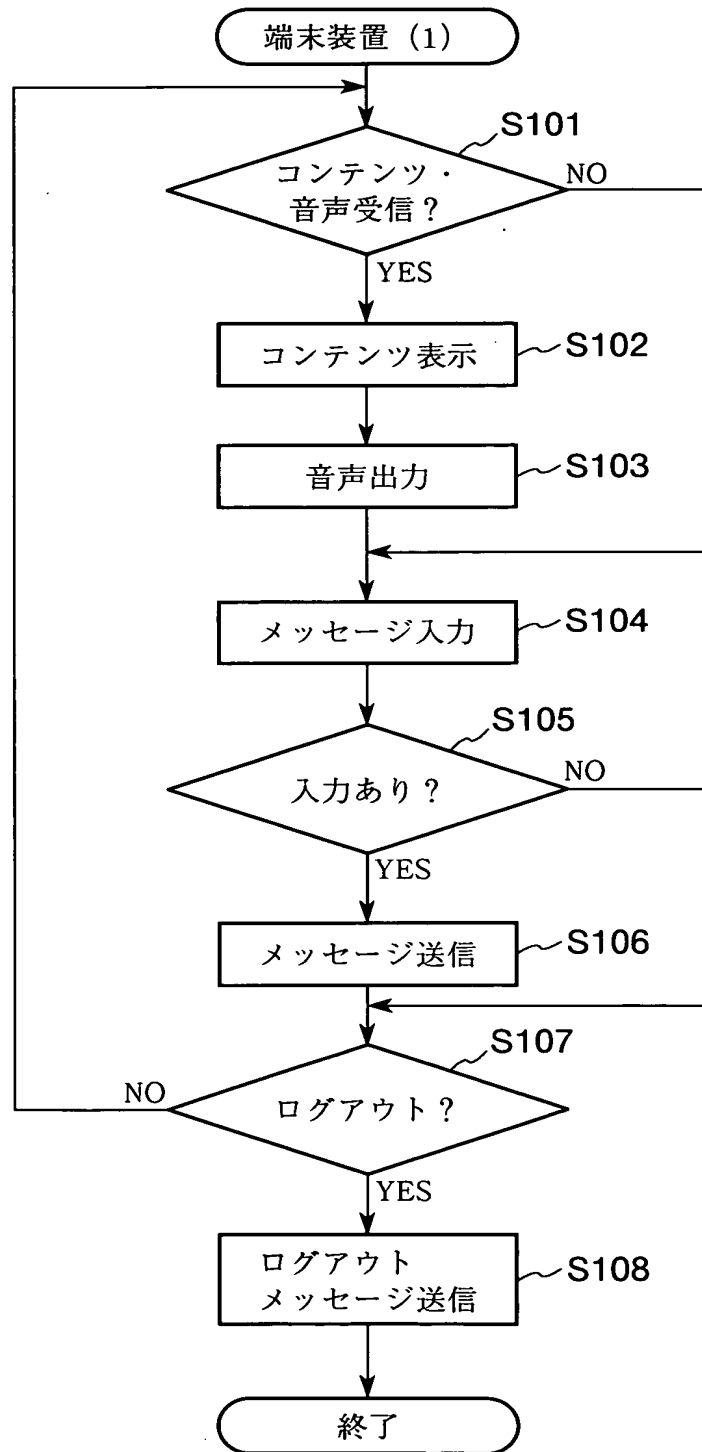 端末装置 (1)
S101
コンテンツ・
音声受信？
NO
YES
コンテンツ表示
S102
音声出力
S103
メッセージ入力
S104
S105
入力あり？
NO
YES
メッセージ送信
S106
S107
NO
ログアウト？
YES
ログアウト
メッセージ送信
S108
終了